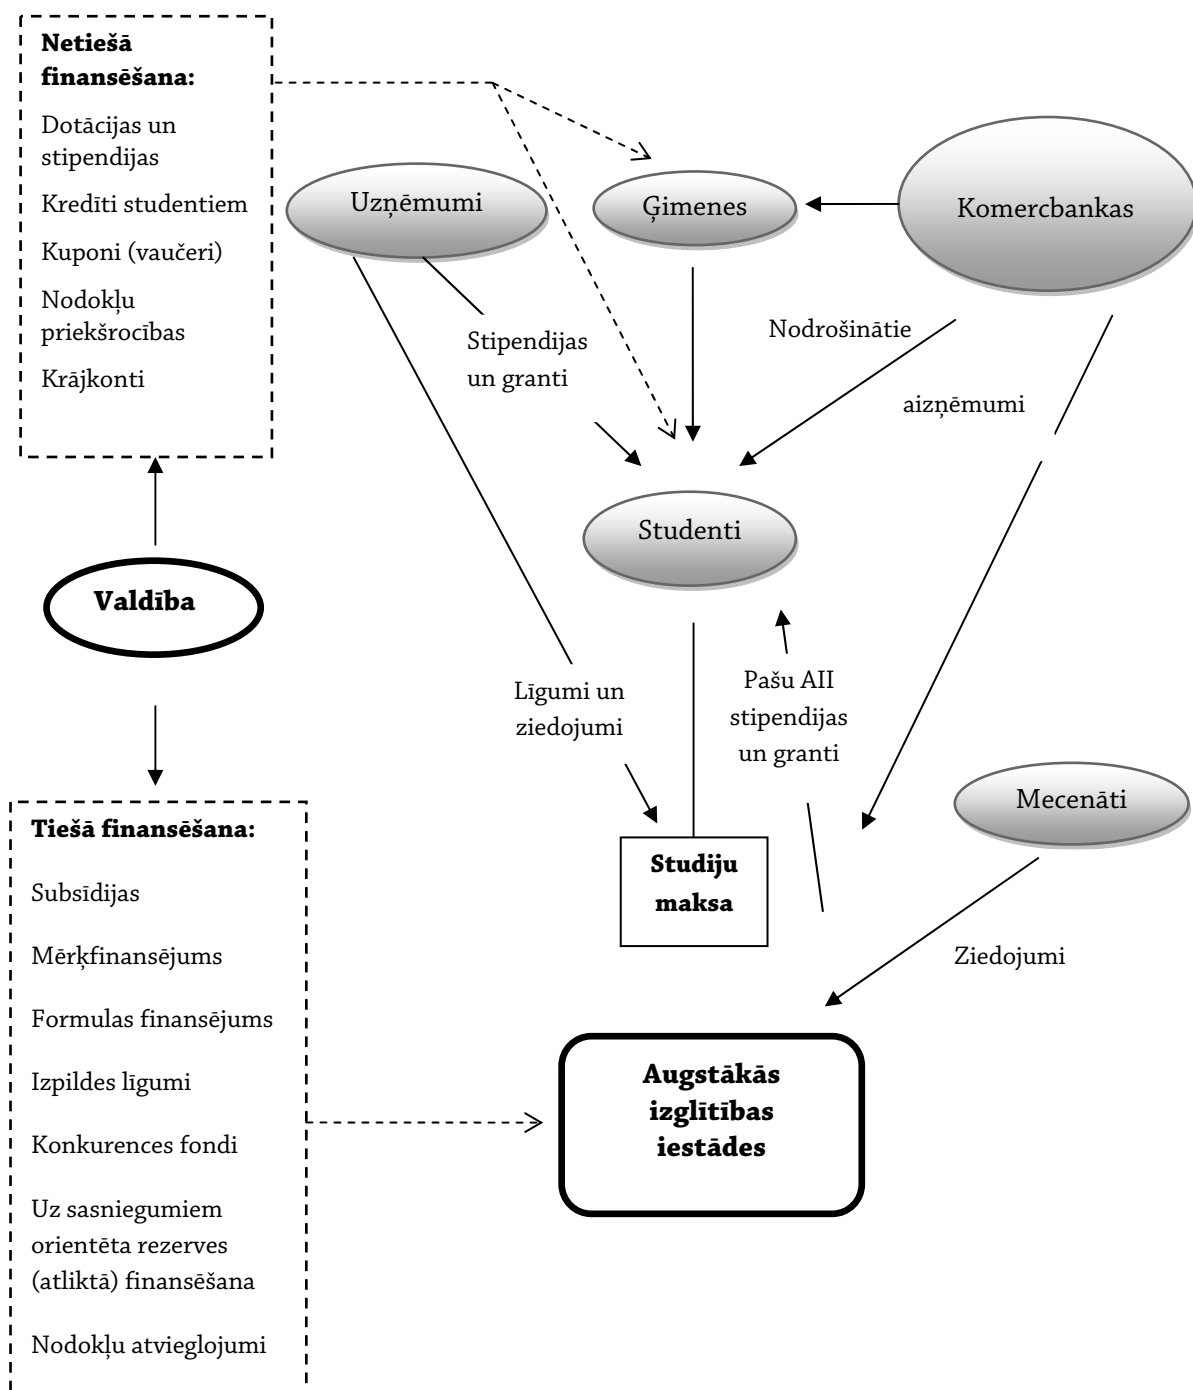 Netiešā
finansēšana:
Dotācijas un
stipendijas
Kredīti studentiem
Kuponi (vaučeri)
Nodokļu
priekšrocības
Krājkonti
Uzņēmumi
Ģimenes
Komercbankas
Stipendijas
un granti
Nodrošinātie
aizņēmumi
Studenti
Valdība
Līgumi un
ziedojumi
Pašu AII
stipendijas
un granti
Mecenāti
Studiju
maksa
Ziedojumi
Tiešā finansēšana:
Subsīdijas
Mērķfinansējums
Formulas finansējums
Izpildes līgumi
Konkurences fondi
Uz sasniegumiem
orientēta rezerves
(atliktā) finansēšana
Nodokļu atvieglojumi
Augstākās
izglītības
iestādes